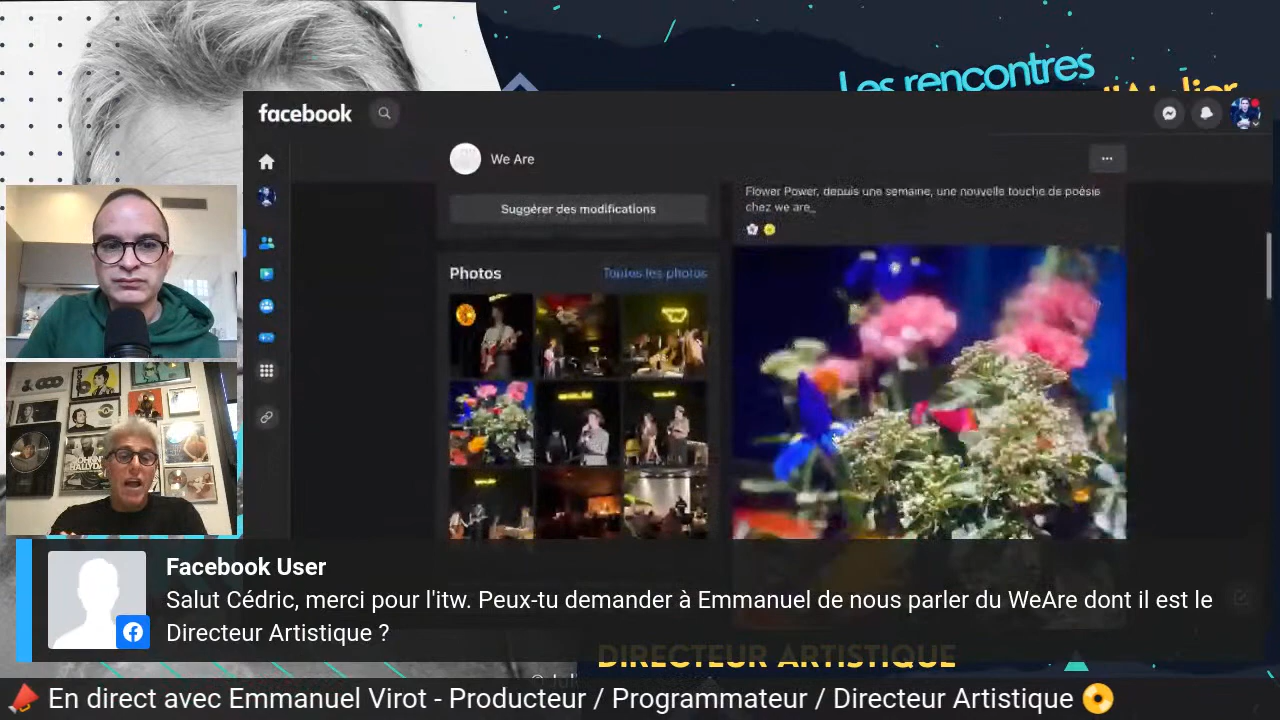 Les rencontres
l'Atelier
facebook
We Are
Suggérer des modifications
Flower Power, depuis une semaine, une nouvelle touche de poésie
chez we are_
Photos
Toutes les photos
JOHNNY
HALLYDAY
Facebook User
Salut Cédric, merci pour l'itw. Peux-tu demander à Emmanuel de nous parler du WeAre dont il est le
Directeur Artistique ?
DIRECTEUR ARTISTIQUE
En direct avec Emmanuel Virot - Producteur / Programmateur / Directeur Artistique